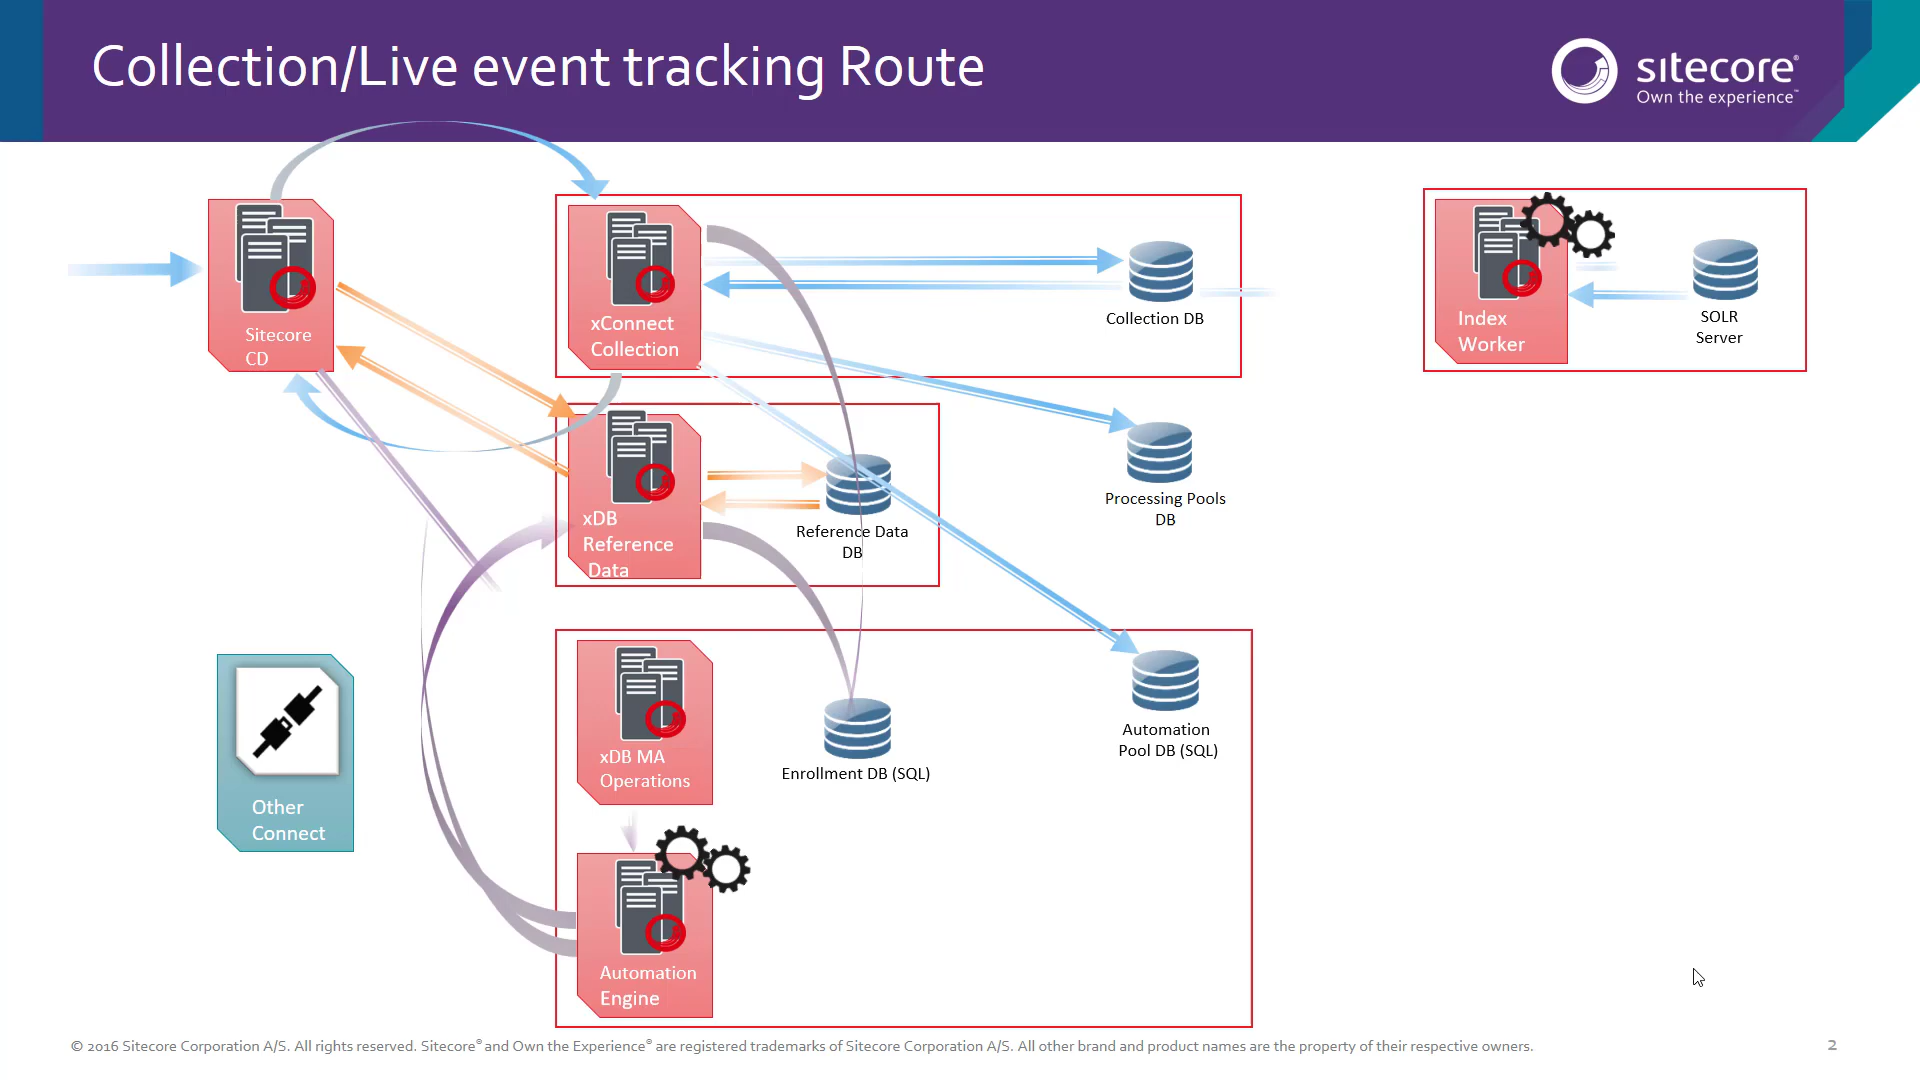 Collection/Live event tracking Route
sitecore®
Own the experience™
Sitecore
CD
xConnect
Collection
Collection DB
Index
Worker
SOLR
Server
Processing Pools
DB
xDB
Reference
Data
Reference Data
DB
xDB MA
Operations
Enrollment DB (SQL)
Automation
Pool DB (SQL)
Other
Connect
Automation
Engine
© 2016 Sitecore Corporation A/S. All rights reserved. Sitecore® and Own the Experience® are registered trademarks of Sitecore Corporation A/S. All other brand and product names are the property of their respective owners.
2